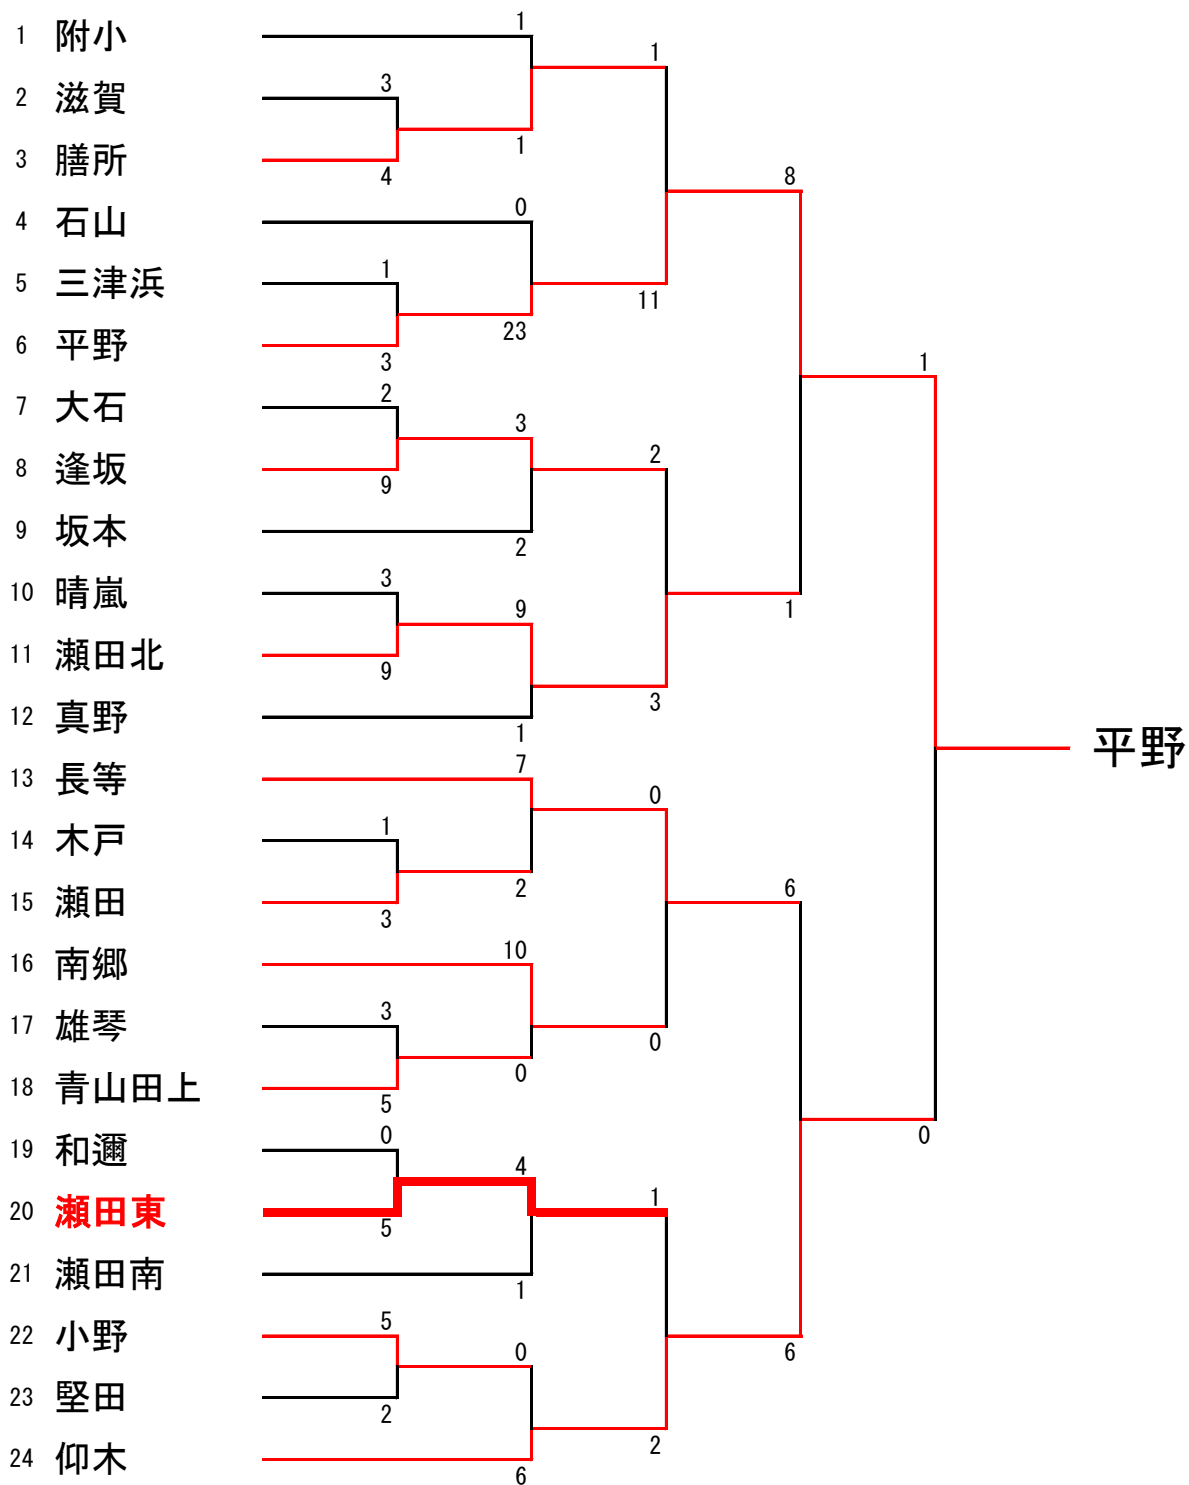 1
1 附小
1
3
2 滋賀
1
3 膳所
4
8
0
4 石山
1
5 三津浜
11
23
6 平野
3
1
2
7 大石
3
2
8 逢坂
9
9 坂本
2
3
10 晴嵐
9
1
11 瀬田北
9
3
12 真野
1
平野
7
13 長等
0
1
14 木戸
2
6
15 瀬田
3
10
16 南郷
3
17 雄琴
0
0
18 青山田上
5
0
0
19 和邇
4
1
20 瀬田東
5
21 瀬田南
1
5
22 小野
0
6
23 堅田
2
2
24 仰木
6